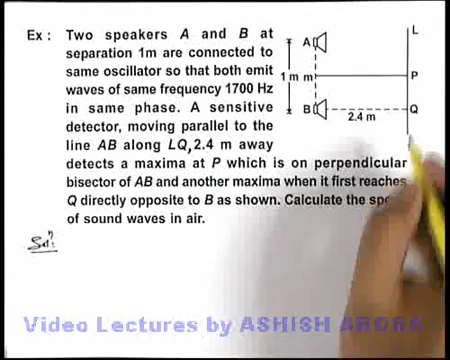 Ex : Two speakers A and B at
separation 1m are connected to
same oscillator so that both emit
waves of same frequency 1700 Hz
in same phase. A sensitive
detector, moving parallel to the
line AB along LQ, 2.4 m away
detects a maxima at P which is on perpendicular
bisector of AB and another maxima when it first reaches
Q directly opposite to B as shown. Calculate the
of sound waves in air.
L
A
1 m m
P
B
Q
2.4 m
Sol^n
Video Lectures by ASHISH ARORA